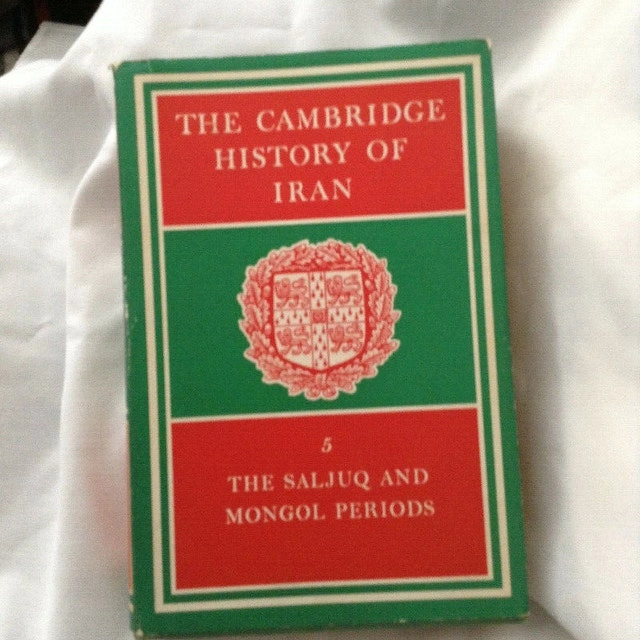 THE CAMBRIDGE
HISTORY OF
IRAN
5
THE SALJUQ AND
MONGOL PERIODS